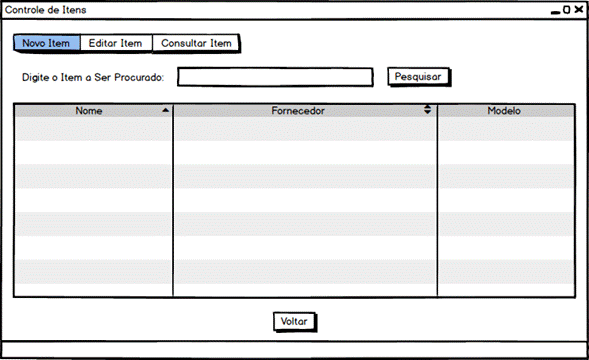 Controle de Itens
Novo Item Editar Item Consultar Item
Digite o Item a Ser Procurado: Pesquisar
Nome Fornecedor Modelo
Voltar